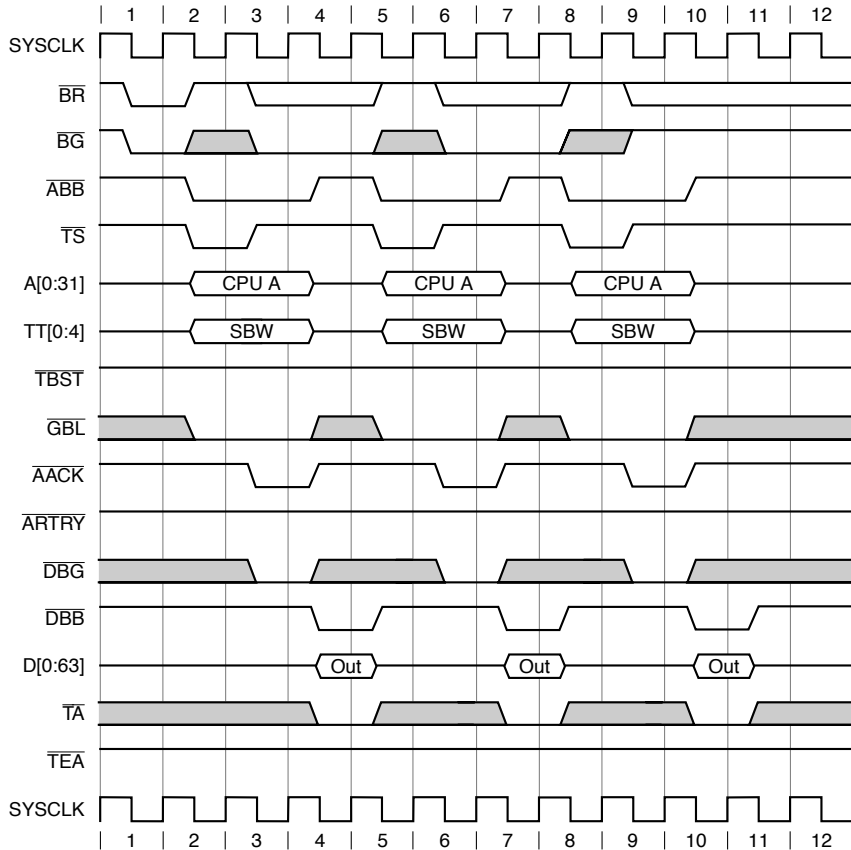 1 2 3 4 5 6 7 8 9 10 11 12
SYSCLK
BR
BG
ABB
TS
A[0:31] CPU A CPU A CPU A
TT[0:4] SBW SBW SBW
TBST
GBL
AACK
ARTRY
DBG
DBB
D[0:63] Out Out Out
TA
TEA
SYSCLK
1 2 3 4 5 6 7 8 9 10 11 12